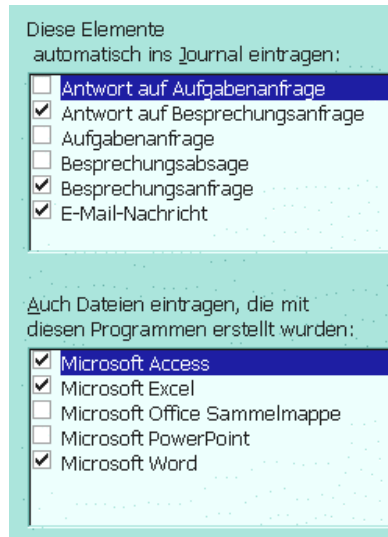 Diese Elemente
automatisch ins Journal eintragen:
Antwort auf Aufgabenanfrage
Antwort auf Besprechungsanfrage
Aufgabenanfrage
Besprechungsabsage
Besprechungsanfrage
E-Mail-Nachricht
Auch Dateien eintragen, die mit
diesen Programmen erstellt wurden:
Microsoft Access
Microsoft Excel
Microsoft Office Sammelmappe
Microsoft PowerPoint
Microsoft Word